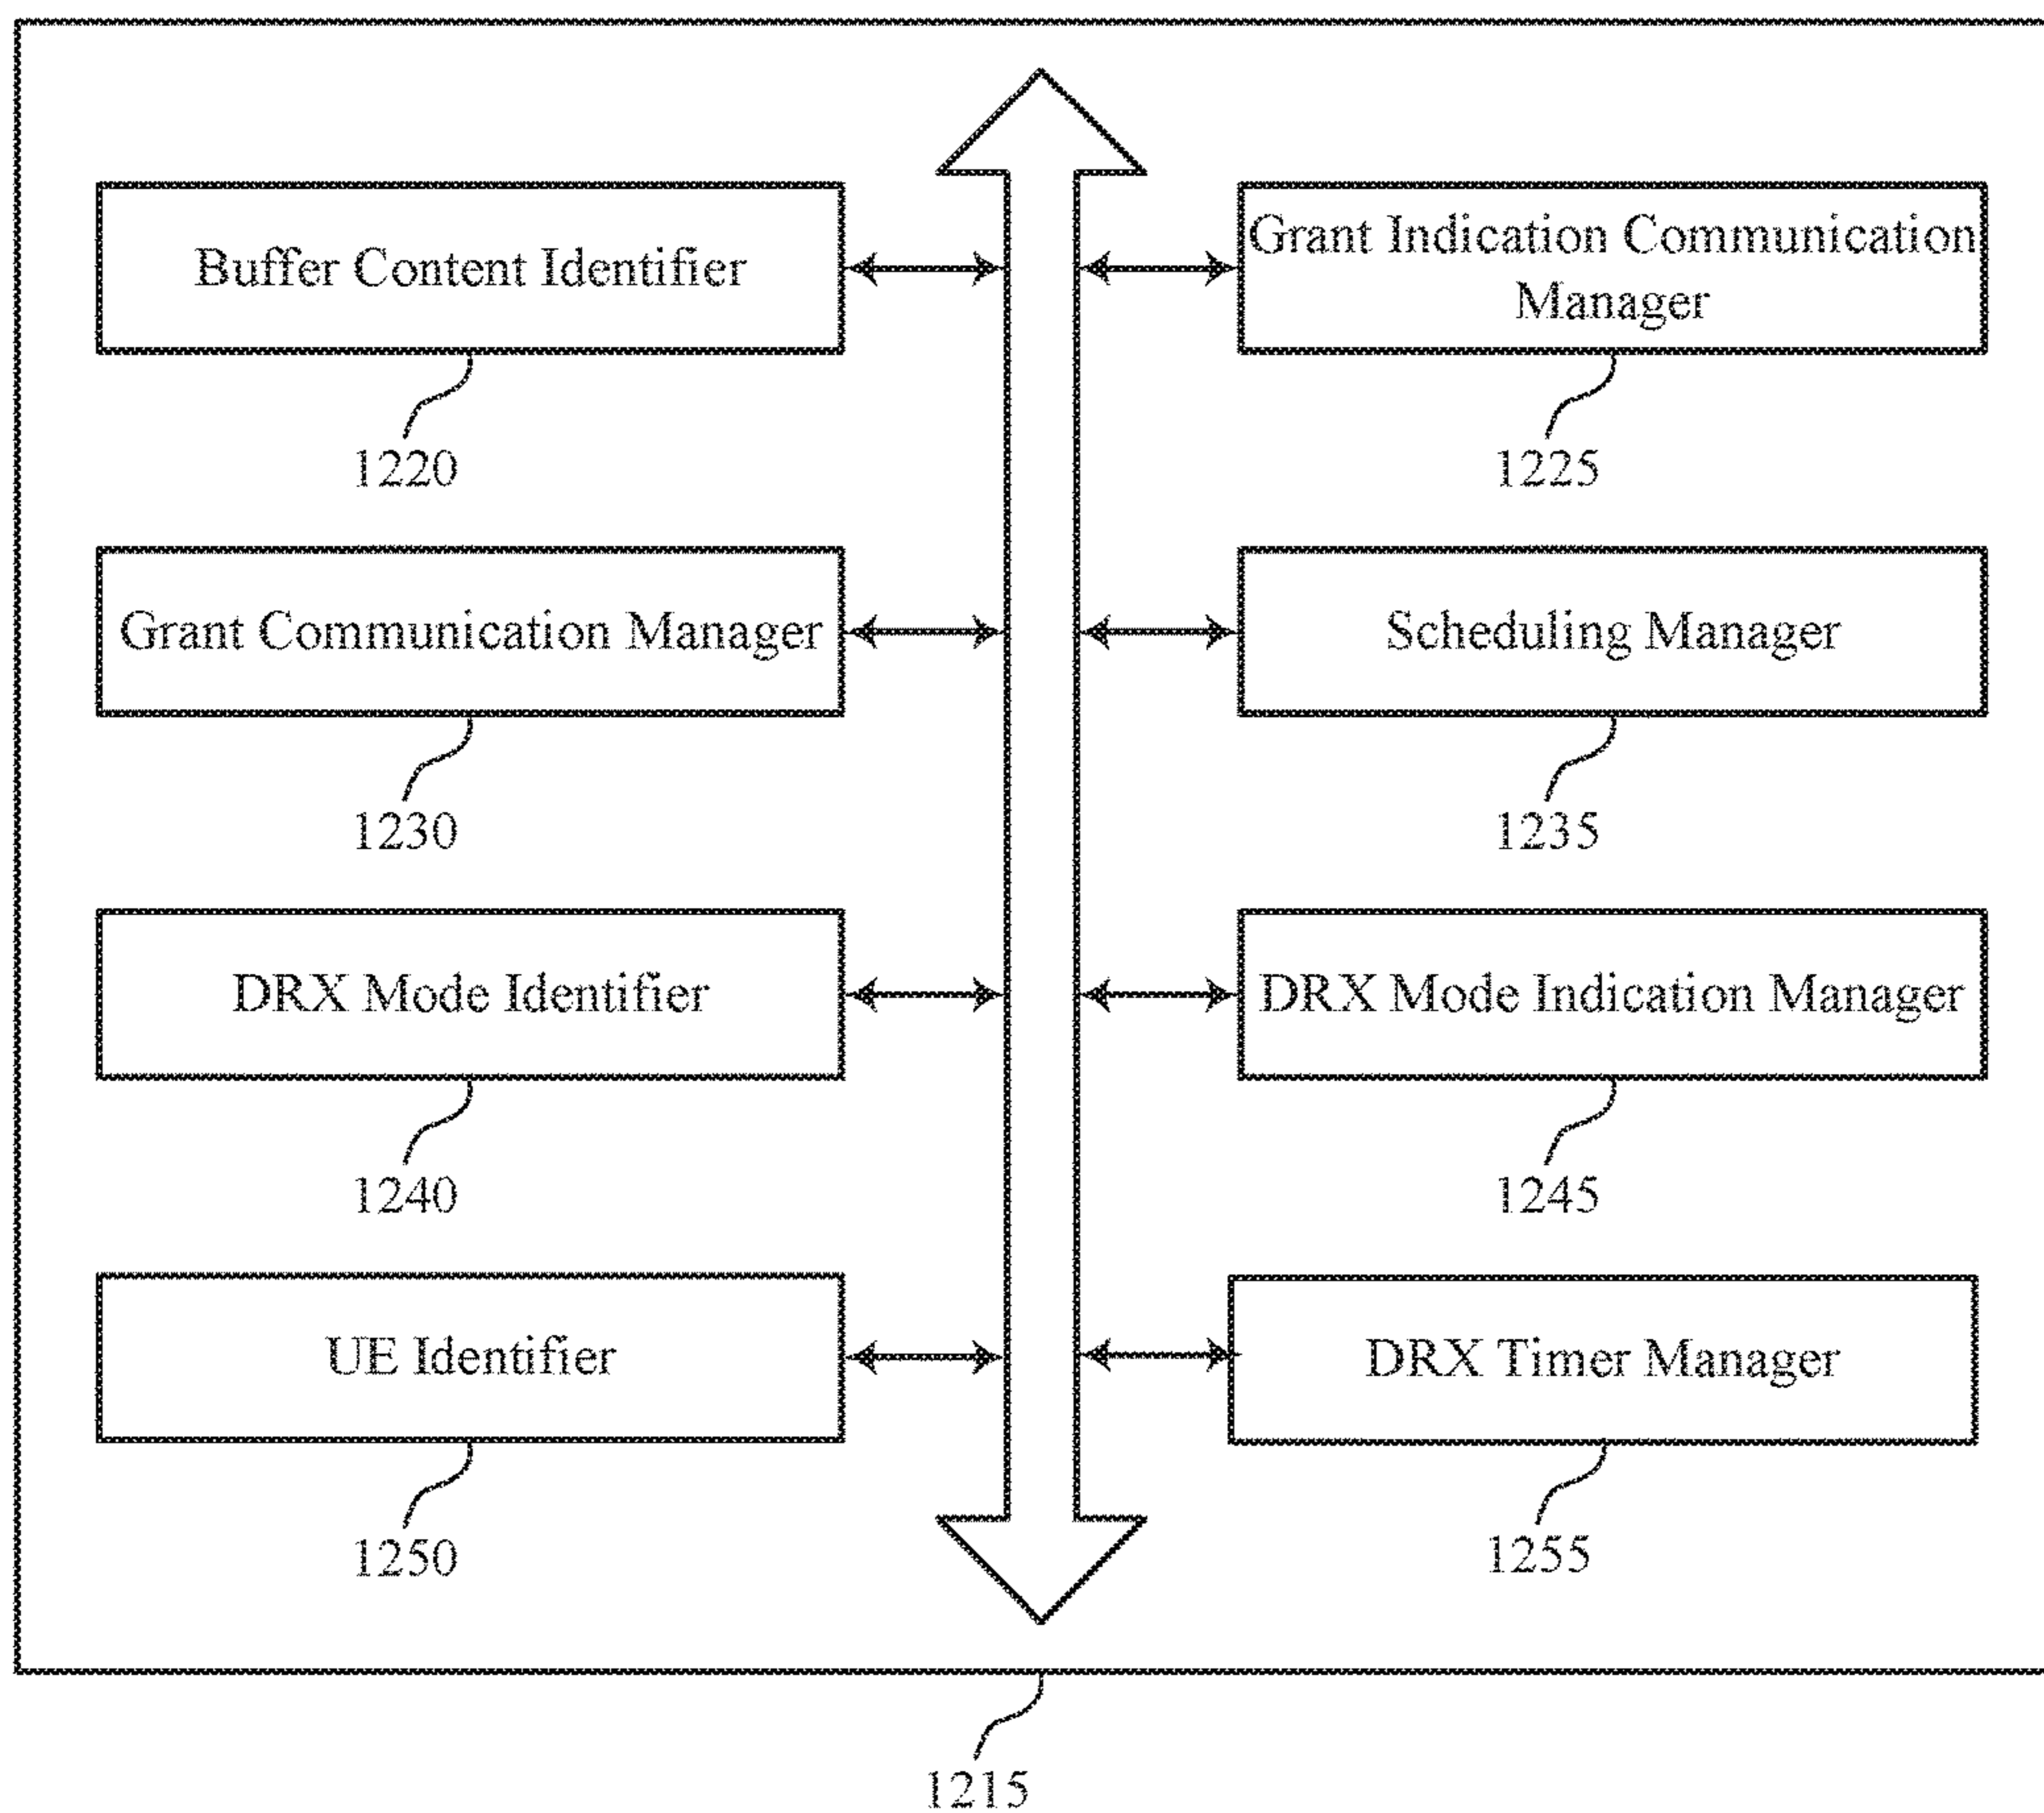 Buffer Content Identifier
Grant Indication Communication
Manager
1220
1225
Grant Communication Manager
Scheduling Manager
1230
1235
DRX Mode Identifier
DRX Mode Indication Manager
1240
1245
UE Identifier
DRX Timer Manager
1250
1255
1215